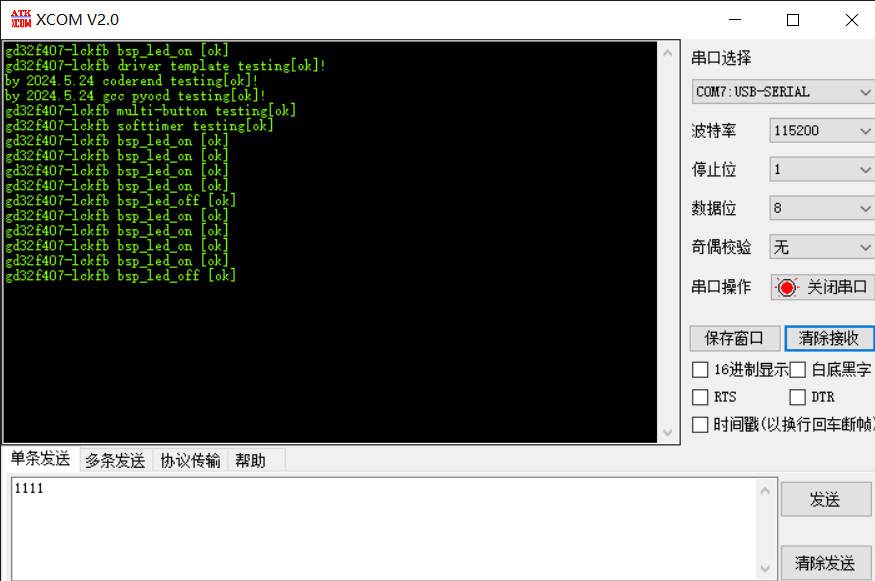 ATK
XCOM
XCOM V2.0
gd32f407-lckfb bsp_led_on [ok]
gd32f407-lckfb driver template testing[ok]!
by 2024.5.24 coderend testing[ok]!
by 2024.5.24 gcc pyocd testing[ok]!
gd32f407-lckfb multi-button testing[ok]
gd32f407-lckfb softtimer testing[ok]
gd32f407-lckfb bsp_led_on [ok]
gd32f407-lckfb bsp_led_on [ok]
gd32f407-lckfb bsp_led_on [ok]
gd32f407-lckfb bsp_led_on [ok]
gd32f407-lckfb bsp_led_off [ok]
gd32f407-lckfb bsp_led_on [ok]
gd32f407-lckfb bsp_led_on [ok]
gd32f407-lckfb bsp_led_on [ok]
gd32f407-lckfb bsp_led_on [ok]
gd32f407-lckfb bsp_led_off [ok]
串口选择
COM7:USB-SERIAL
波特率 115200
停止位 1
数据位 8
奇偶校验 无
串口操作 关闭串口
保存窗口 清除接收
16进制显示 白底黑字
RTS DTR
时间戳(以换行回车断帧)
单条发送 多条发送 协议传输 帮助
1111
发送
清除发送